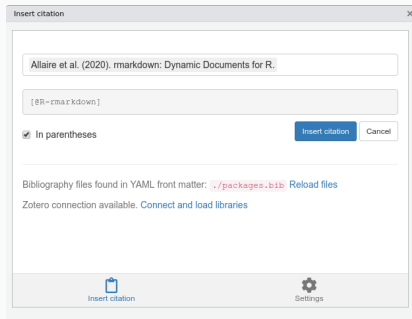 Insert citation ×
Allaire et al. (2020). rmarkdown: Dynamic Documents for R.
[@R-rmarkdown]
In parentheses
Insert citation Cancel
Bibliography files found in YAML front matter: ./packages.bib Reload files
Zotero connection available. Connect and load libraries
Insert citation Settings